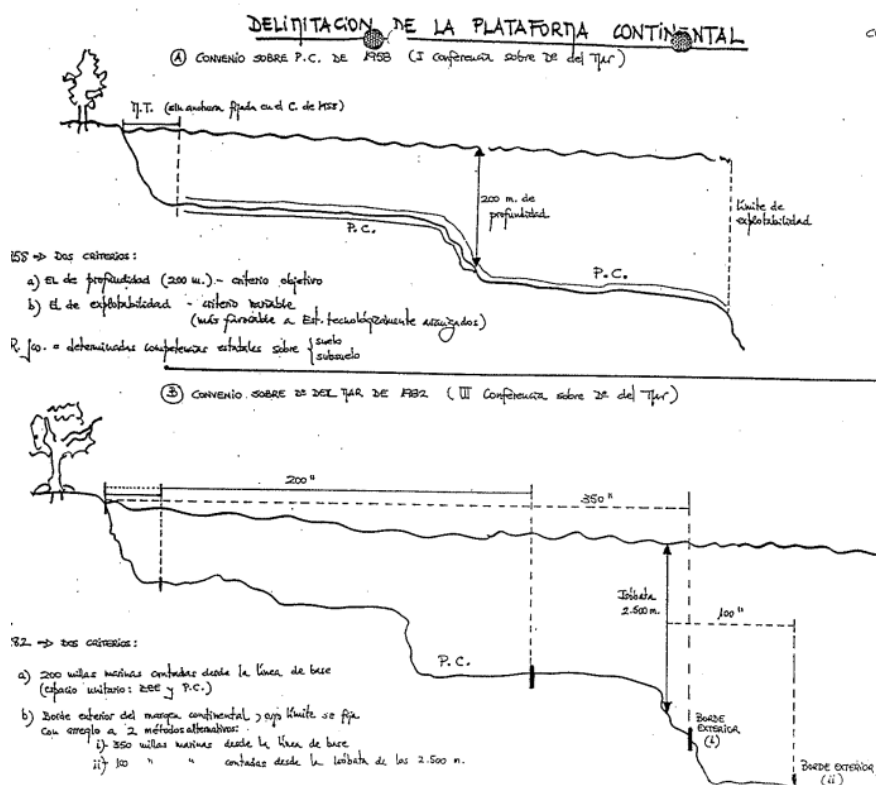 DELIMITACION DE LA PLATAFORMA CONTINENTAL
(A) CONVENIO SOBRE P.C. DE 1958 (I Conferencia sobre Dº del Mar)
M.T. (sin anchura fijada en el C. de 1958)
200 m. de
profundidad
Límite de
explotabilidad
P.C.
P.C.
958 => DOS CRITERIOS:
a) El de profundidad (200 m.) - criterio objetivo
b) El de explotabilidad - criterio variable
(más favorable a Est. tecnológicamente avanzados)
R. Jco. = determinadas competencias estatales sobre { suelo
subsuelo
(B) CONVENIO SOBRE Dº DEL MAR DE 1982 (III Conferencia sobre Dº del Mar)
200 "
350 "
Isóbata
2.500 m.
100 "
P.C.
982 => DOS CRITERIOS:
a) 200 millas marinas contadas desde la línea de base
(espacio unitario: ZEE y P.C.)
b) Borde exterior del margen continental, cuyo límite se fija
con arreglo a 2 métodos alternativos:
i)- 350 millas marinas desde la línea de base
ii)- 100 " " contadas desde la isóbata de los 2.500 m.
BORDE
EXTERIOR
(i)
BORDE EXTERIOR
(ii)